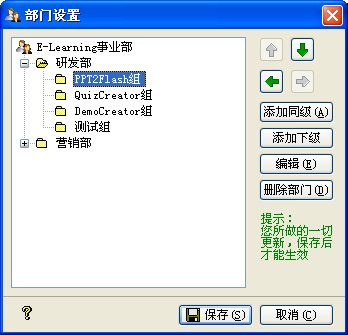 部门设置
E-Learning事业部
研发部
PPT2Flash组
QuizCreator组
DemoCreator组
测试组
营销部
添加同级(A)
添加下级
编辑(E)
删除部门(D)
提示：
您所做的一切
更新，保存后
才能生效
?
保存(S)
取消(C)